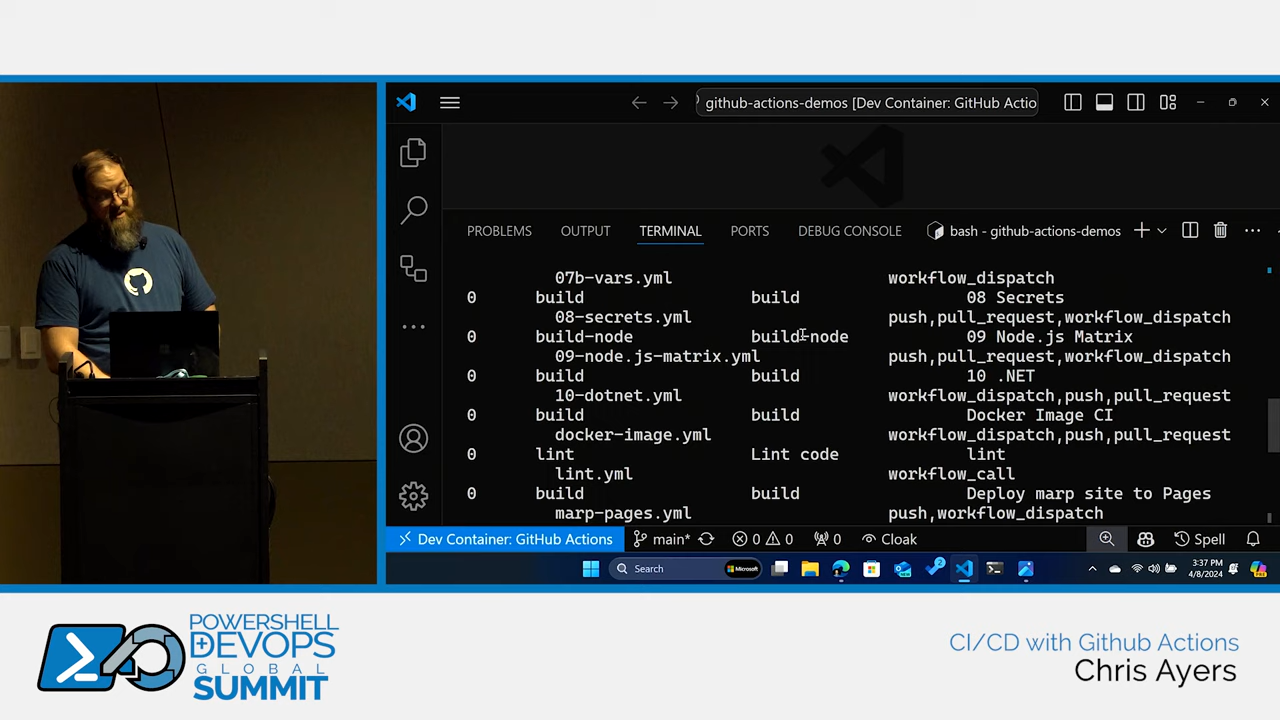 github-actions-demos [Dev Container: GitHub Actio
PROBLEMS OUTPUT TERMINAL PORTS DEBUG CONSOLE bash - github-actions-demos
07b-vars.yml workflow_dispatch
0 build build 08 Secrets
08-secrets.yml push,pull_request,workflow_dispatch
0 build-node build-node 09 Node.js Matrix
09-node.js-matrix.yml push,pull_request,workflow_dispatch
0 build build 10 .NET
10-dotnet.yml workflow_dispatch,push,pull_request
0 build build Docker Image CI
docker-image.yml workflow_dispatch,push,pull_request
0 lint Lint code lint
lint.yml workflow_call
0 build build Deploy marp site to Pages
marp-pages.yml push,workflow_dispatch
Dev Container: GitHub Actions main* 0 0 0 Cloak Spell
Search Microsoft 3:37 PM
4/8/2024
POWERSHELL
DEVOPS
GLOBAL
SUMMIT
CI/CD with Github Actions
Chris Ayers